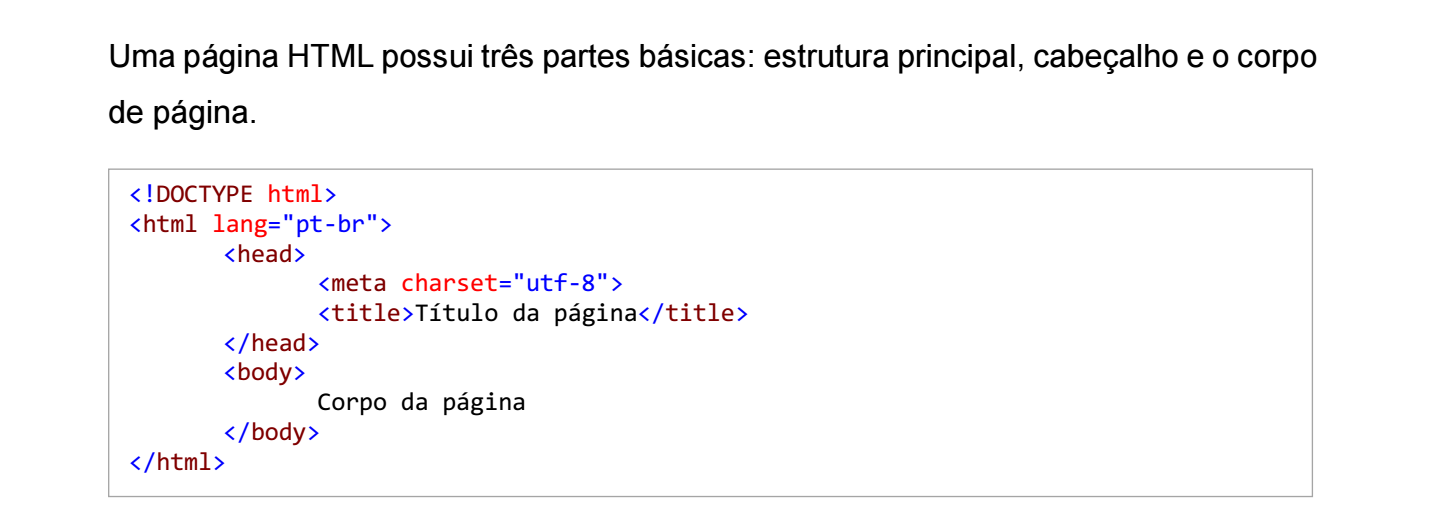 Uma página HTML possui três partes básicas: estrutura principal, cabeçalho e o corpo
de página.
<!DOCTYPE html>
<html lang="pt-br">
<head>
<meta charset="utf-8">
<title>Título da página</title>
</head>
<body>
Corpo da página
</body>
</html>